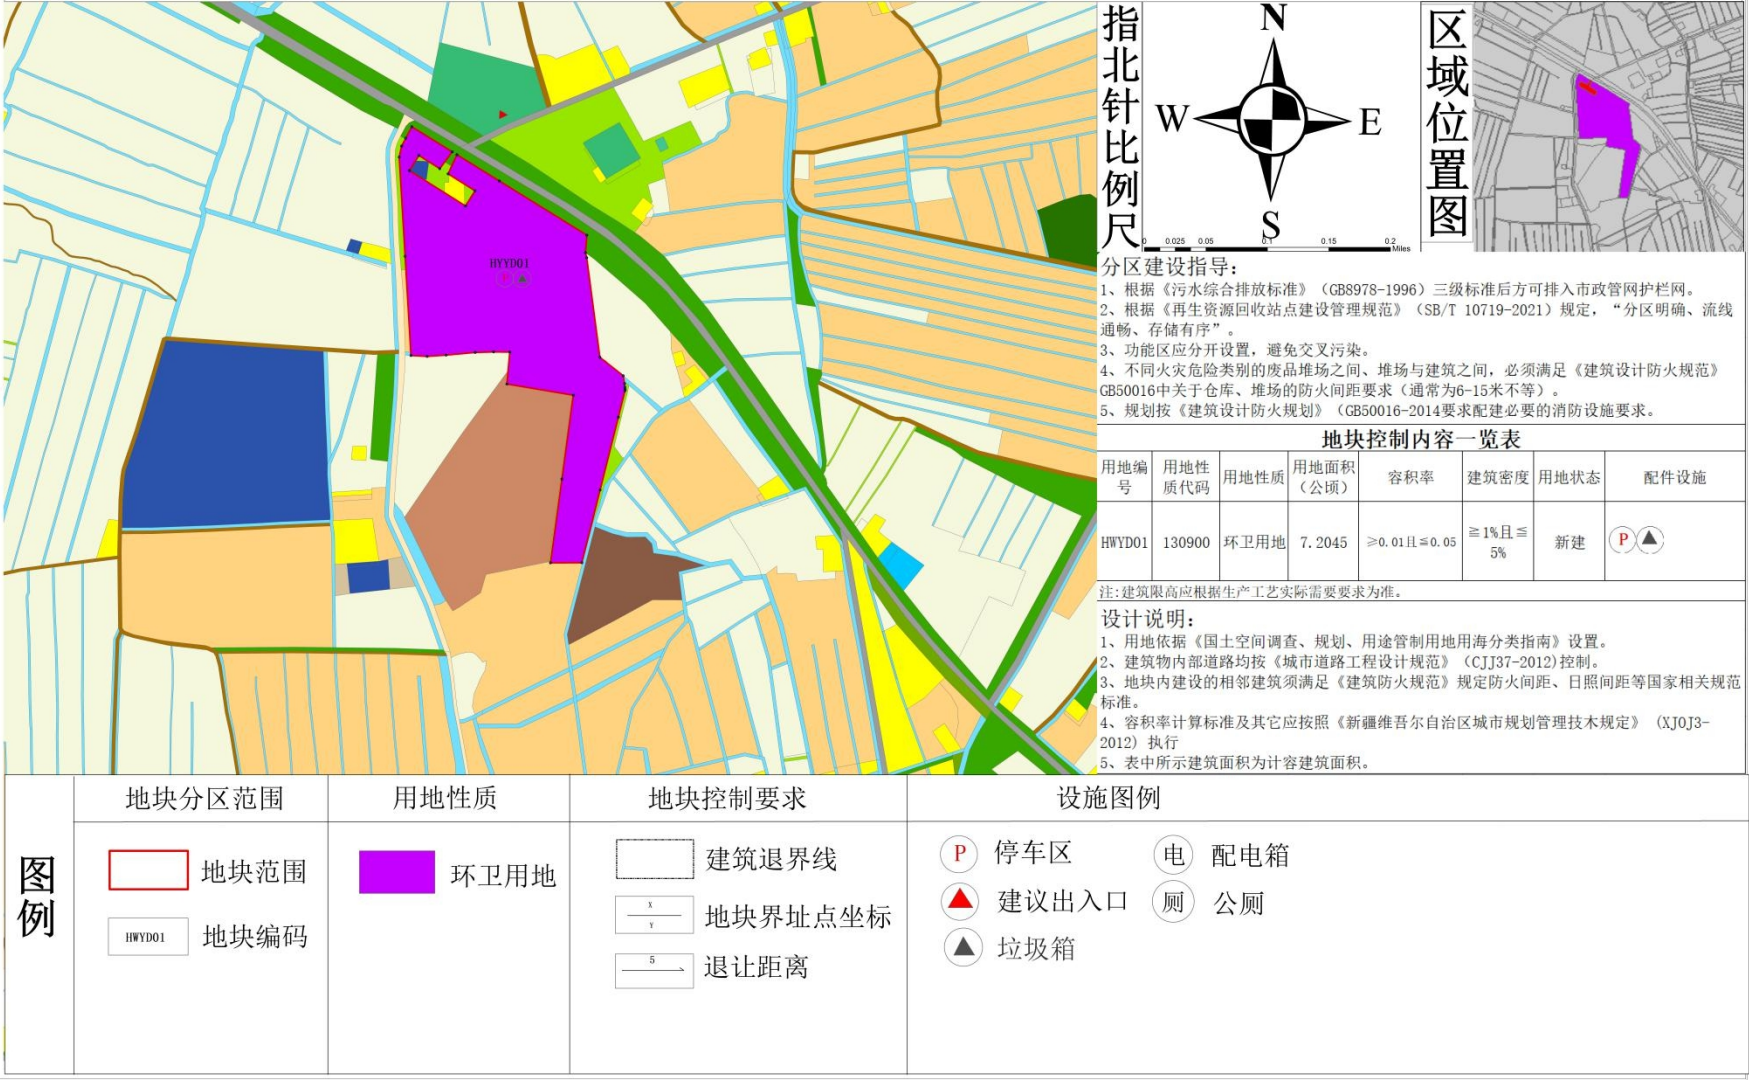 HYYD01
P
指北针比例尺
N
W
E
S
0 0.025 0.05 0.1 0.15 0.2
Miles
区域位置图
分区建设指导：
1、根据《污水综合排放标准》（GB8978-1996）三级标准后方可排入市政管网护栏网。
2、根据《再生资源回收站点建设管理规范》（SB/T 10719-2021）规定，“分区明确、流线
通畅、存储有序”。
3、功能区应分开设置，避免交叉污染。
4、不同火灾危险类别的废品堆场之间、堆场与建筑之间，必须满足《建筑设计防火规范》
GB50016中关于仓库、堆场的防火间距要求（通常为6-15米不等）。
5、规划按《建筑设计防火规划》（GB50016-2014要求配建必要的消防设施要求。
地块控制内容一览表
用地编号 用地性质代码 用地性质 用地面积（公顷） 容积率 建筑密度 用地状态 配件设施
HWYD01 130900 环卫用地 7.2045 ≥0.01且≦0.05 ≧1%且≦5% 新建 P
注：建筑限高应根据生产工艺实际需要要求为准。
设计说明：
1、用地依据《国土空间调查、规划、用途管制用地用海分类指南》设置。
2、建筑物内部道路均按《城市道路工程设计规范》（CJJ37-2012)控制。
3、地块内建设的相邻建筑须满足《建筑防火规范》规定防火间距、日照间距等国家相关规范
标准。
4、容积率计算标准及其它应按照《新疆维吾尔自治区城市规划管理技木规定》（XJ0J3-
2012）执行
5、表中所示建筑面积为计容建筑面积。
图例
地块分区范围 用地性质 地块控制要求 设施图例
地块范围
HWYD01 地块编码
环卫用地
建筑退界线
X
Y
地块界址点坐标
5
退让距离
P 停车区 电 配电箱
建议出入口 厕 公厕
垃圾箱